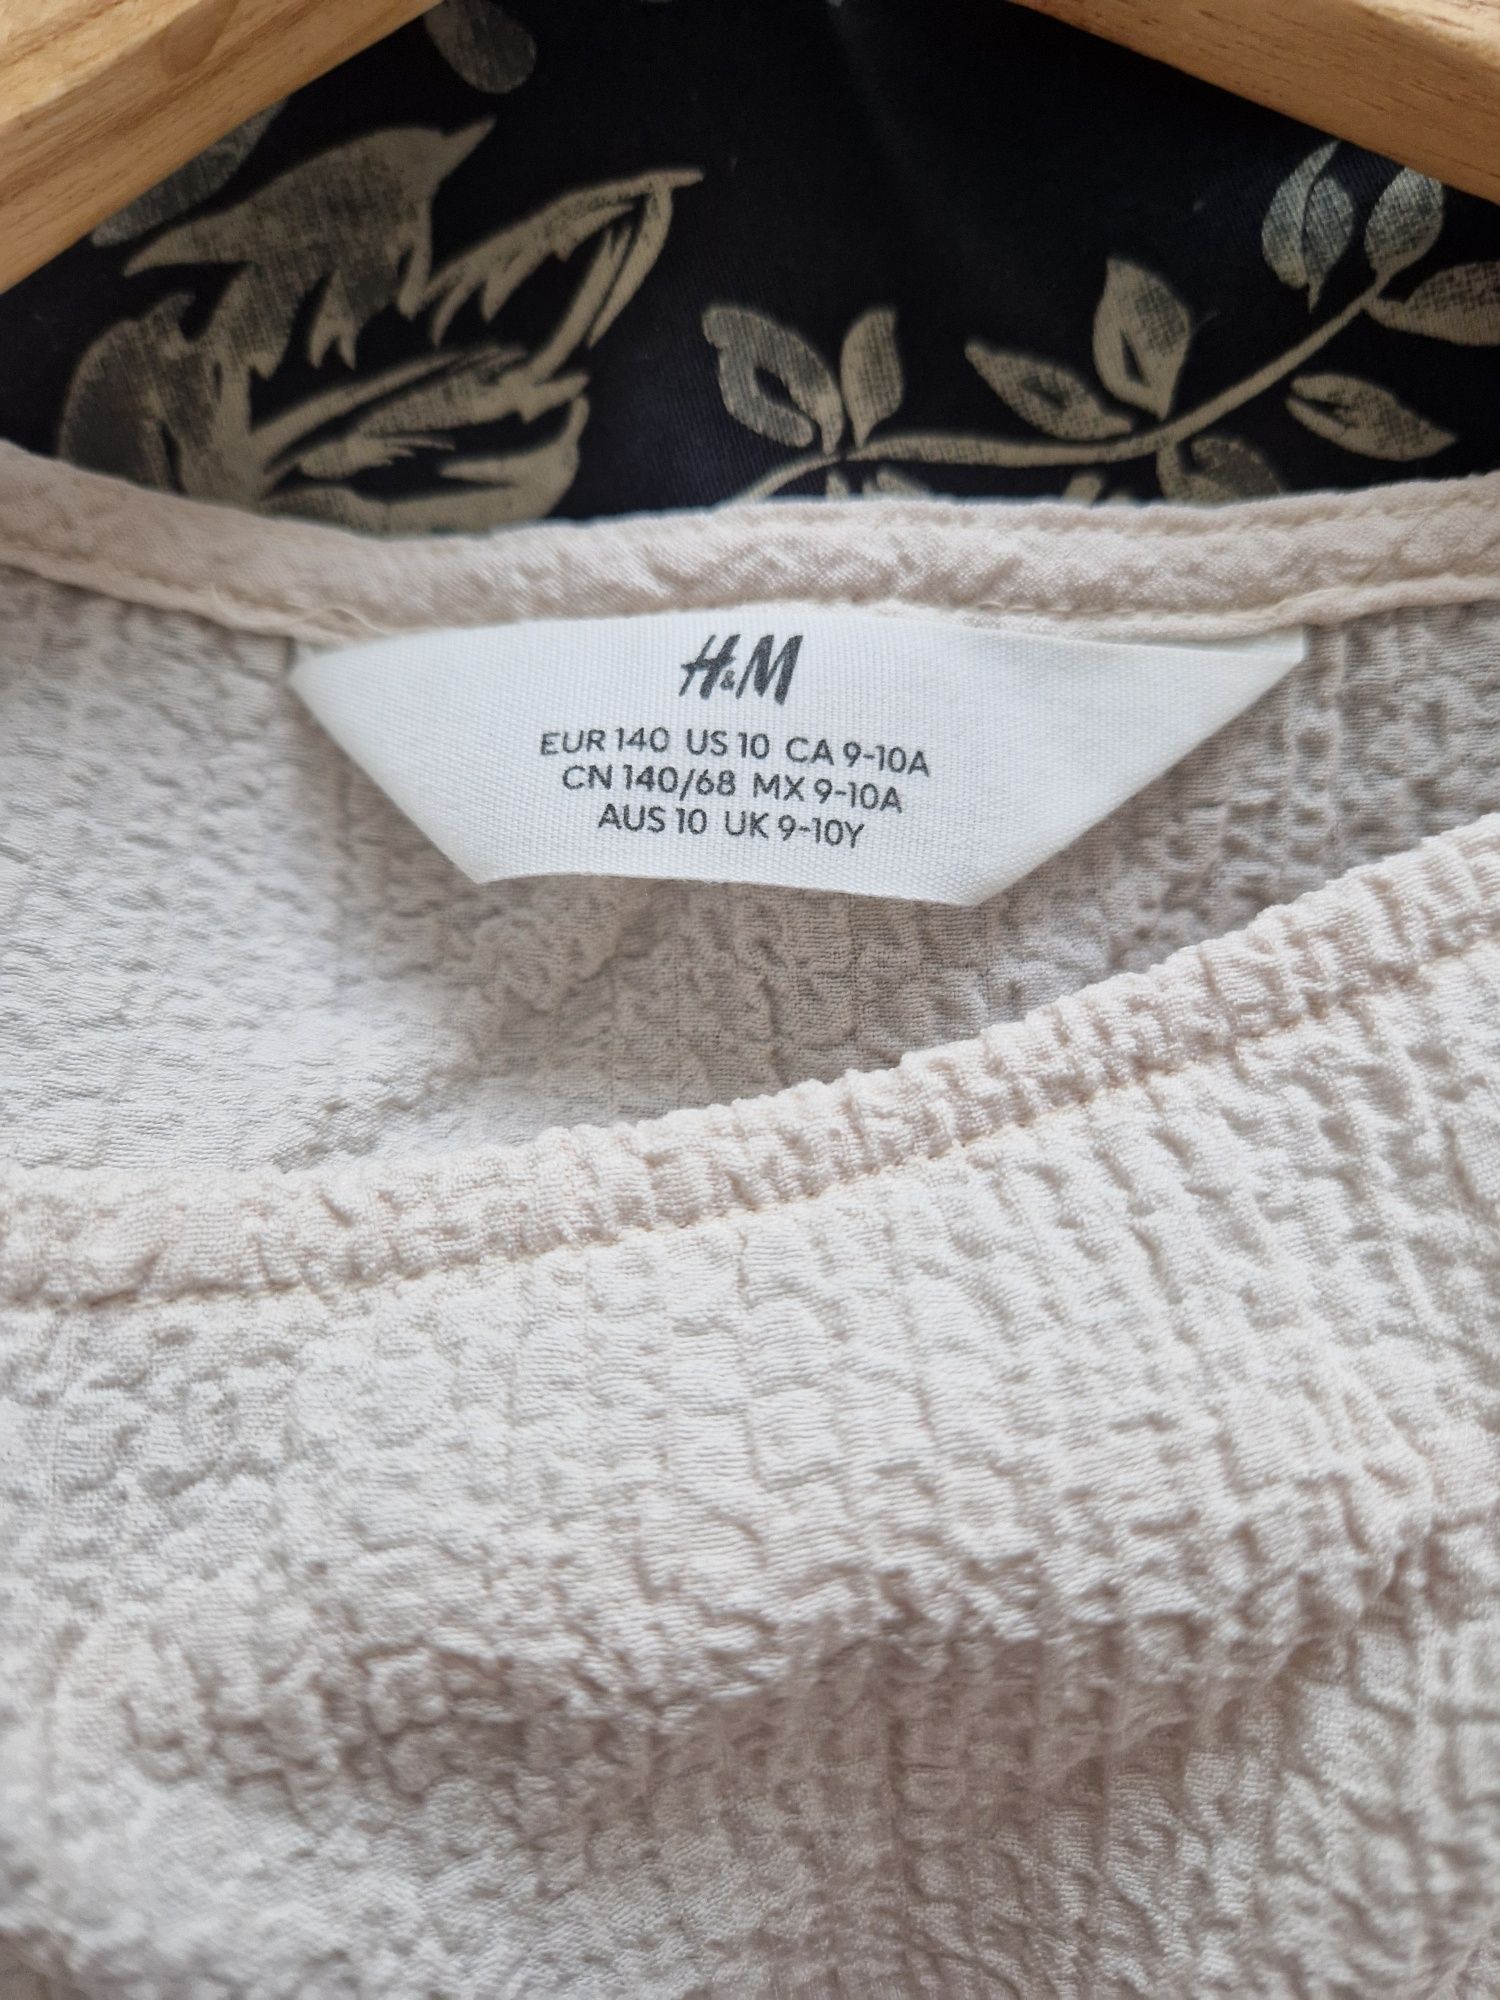 H&M
EUR 140 US 10 CA 9-10A
CN 140/68 MX 9-10A
AUS 10 UK 9-10Y